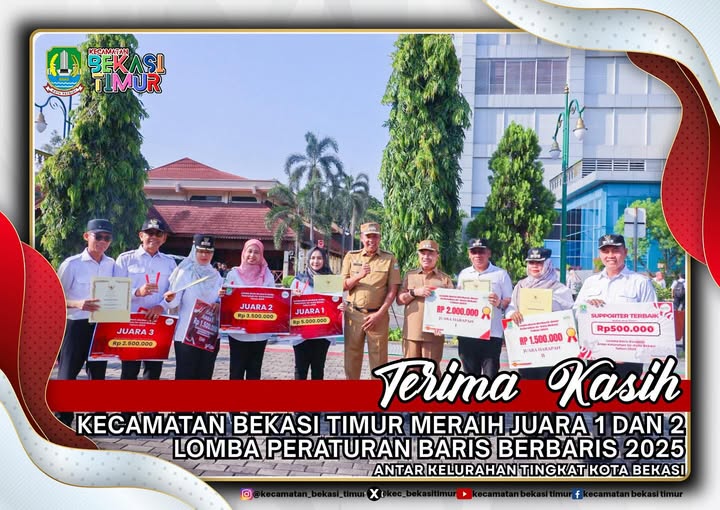 KECAMATAN
BEKASI
TIMUR
JUARA 3
Rp 2.500.000
JUARA 2
Rp 3.500.000
JUARA 1
Rp 5.000.000
RP 2.000.000
JUARA HARAPAN
I
RP 1.500.000
JUARA HARAPAN
II
SUPPORTER TERBAIK
Rp500.000
Terima Kasih
KECAMATAN BEKASI TIMUR MERAIH JUARA 1 DAN 2
LOMBA PERATURAN BARIS BERBARIS 2025
ANTAR KELURAHAN TINGKAT KOTA BEKASI
@kecamatan_bekasi_timur
@kec_bekasitimur
kecamatan bekasi timur
kecamatan bekasi timur